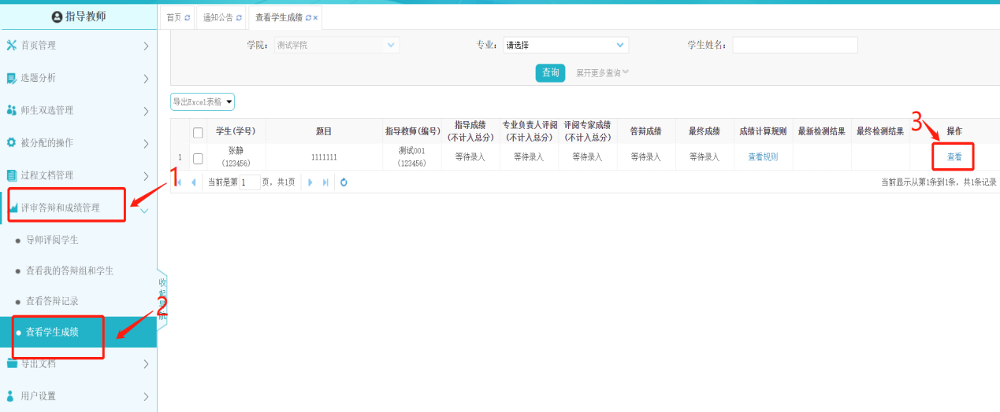 指导教师
首页
通知公告
查看学生成绩
首页管理
选题分析
师生双选管理
被分配的操作
过程文档管理
评审答辩和成绩管理
导师评阅学生
查看我的答辩组和学生
查看答辩记录
查看学生成绩
导出文档
用户设置
收起导航
学院： 测试学院
专业： 请选择
学生姓名：
查询 展开更多查询
导出Excel表格
学生(学号) 题目 指导教师(编号) 指导成绩(不计入总分) 专业负责人评阅(不计入总分) 评阅专家成绩(不计入总分) 答辩成绩 最终成绩 成绩计算规则 最新检测结果 最终检测结果 操作
1 张静(123456) 1111111 测试001(123456) 等待录入 等待录入 等待录入 等待录入 等待录入 查看规则 查看
当前是第 1 页，共1页
当前显示从第1条到1条，共1条记录
1
2
3